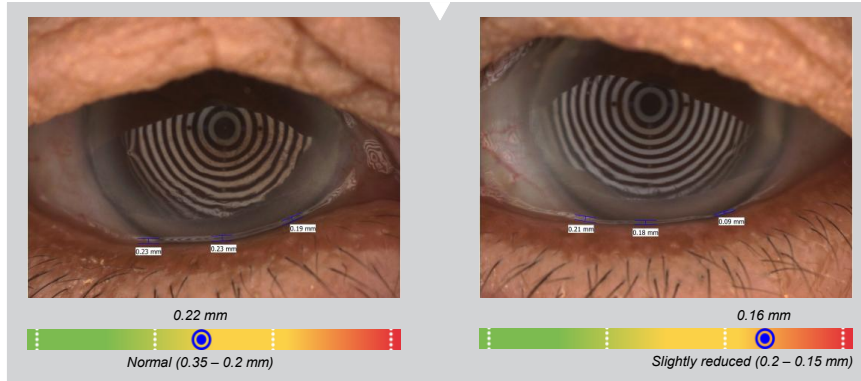 0.23 mm
0.23 mm
0.19 mm
0.21 mm
0.18 mm
0.09 mm
0.22 mm
Normal (0.35 – 0.2 mm)
0.16 mm
Slightly reduced (0.2 – 0.15 mm)